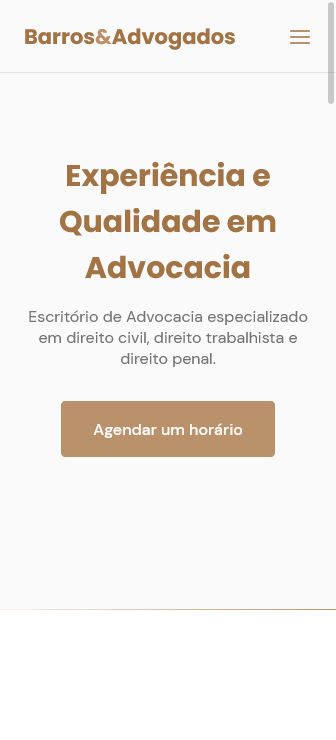 Barros&Advogados
Experiência e
Qualidade em
Advocacia
Escritório de Advocacia especializado
em direito civil, direito trabalhista e
direito penal.
Agendar um horário